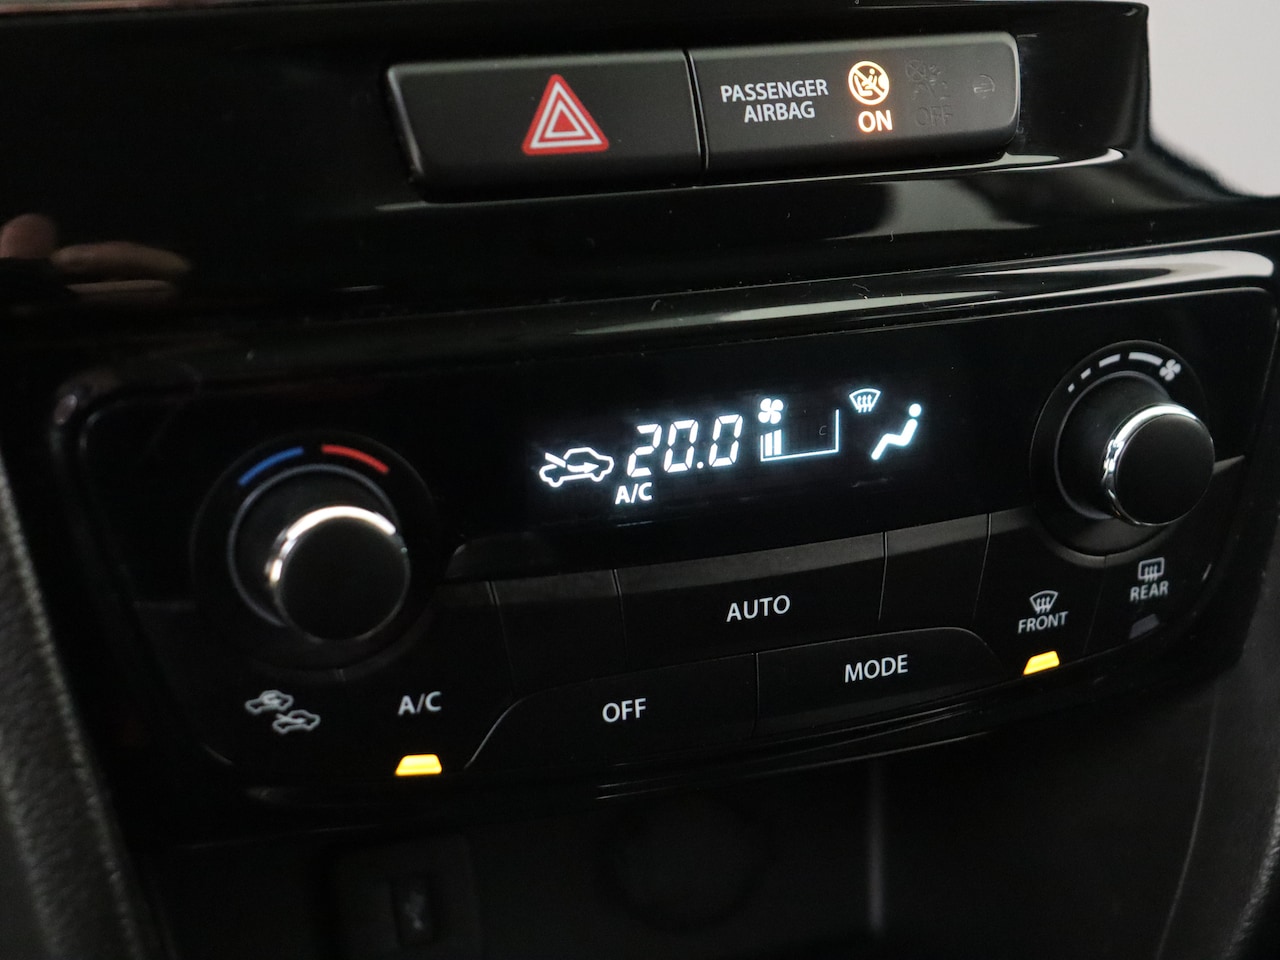 PASSENGER
AIRBAG
ON
OFF
20.0
A/C
AUTO
MODE
FRONT
REAR
A/C
OFF